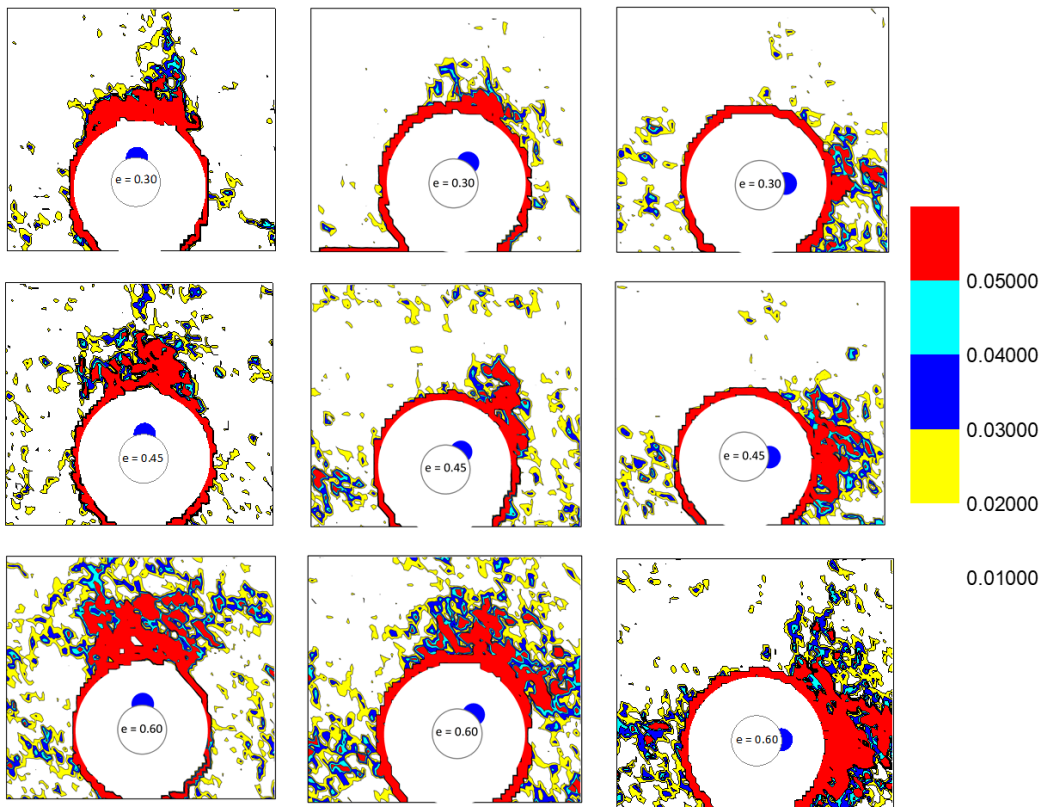 e = 0.30
e = 0.30
e = 0.30
e = 0.45
e = 0.45
e = 0.45
e = 0.60
e = 0.60
e = 0.60
0.05000
0.04000
0.03000
0.02000
0.01000